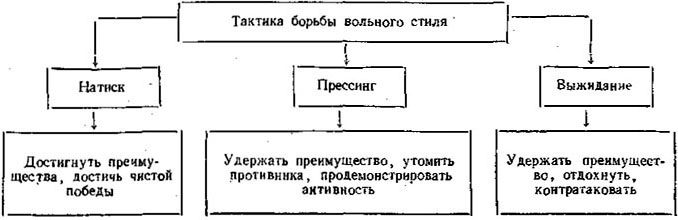 Тактика борьбы вольного стиля
Натиск
Прессинг
Выжидание
Достигнуть преиму-
щества, достичь чистой
победы
Удержать преимущество, утомить
противника, продемонстрировать
активность
Удержать преимущест-
во, отдохнуть,
контратаковать